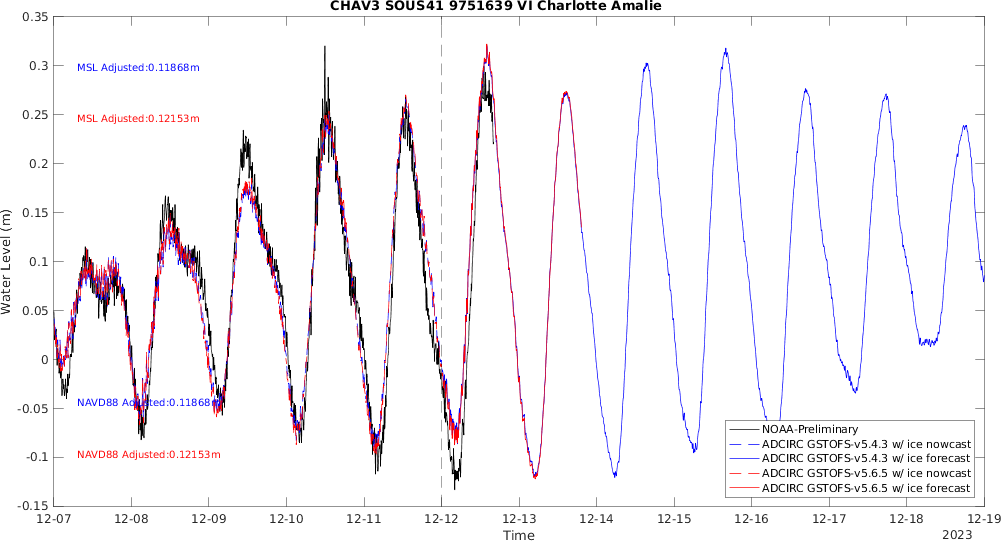 CHAV3 SOUS41 9751639 VI Charlotte Amalie
0.35
0.3
0.25
0.2
0.15
0.1
0.05
0
-0.05
-0.1
-0.15
Water Level (m)
MSL Adjusted:0.11868m
MSL Adjusted:0.12153m
NAVD88 Adjusted:0.11868m
NAVD88 Adjusted:0.12153m
NOAA-Preliminary
ADCIRC GSTOFS-v5.4.3 w/ ice nowcast
ADCIRC GSTOFS-v5.4.3 w/ ice forecast
ADCIRC GSTOFS-v5.6.5 w/ ice nowcast
ADCIRC GSTOFS-v5.6.5 w/ ice forecast
12-07 12-08 12-09 12-10 12-11 12-12 12-13 12-14 12-15 12-16 12-17 12-18 12-19
Time
2023